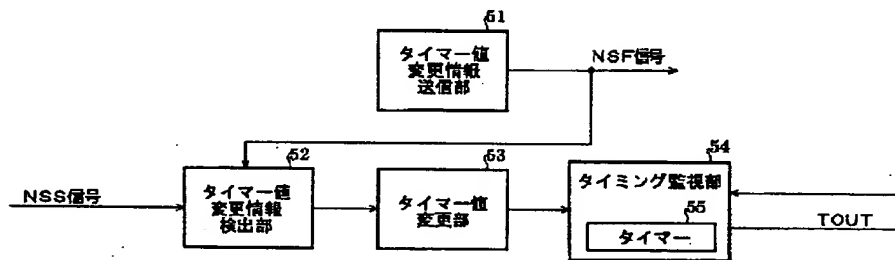 51
タイマー値
変更情報
送信部
NSF信号
52
53
54
NSS信号
タイマー値
変更情報
検出部
タイマー値
変更部
タイミング監視部
55
タイマー
TOUT